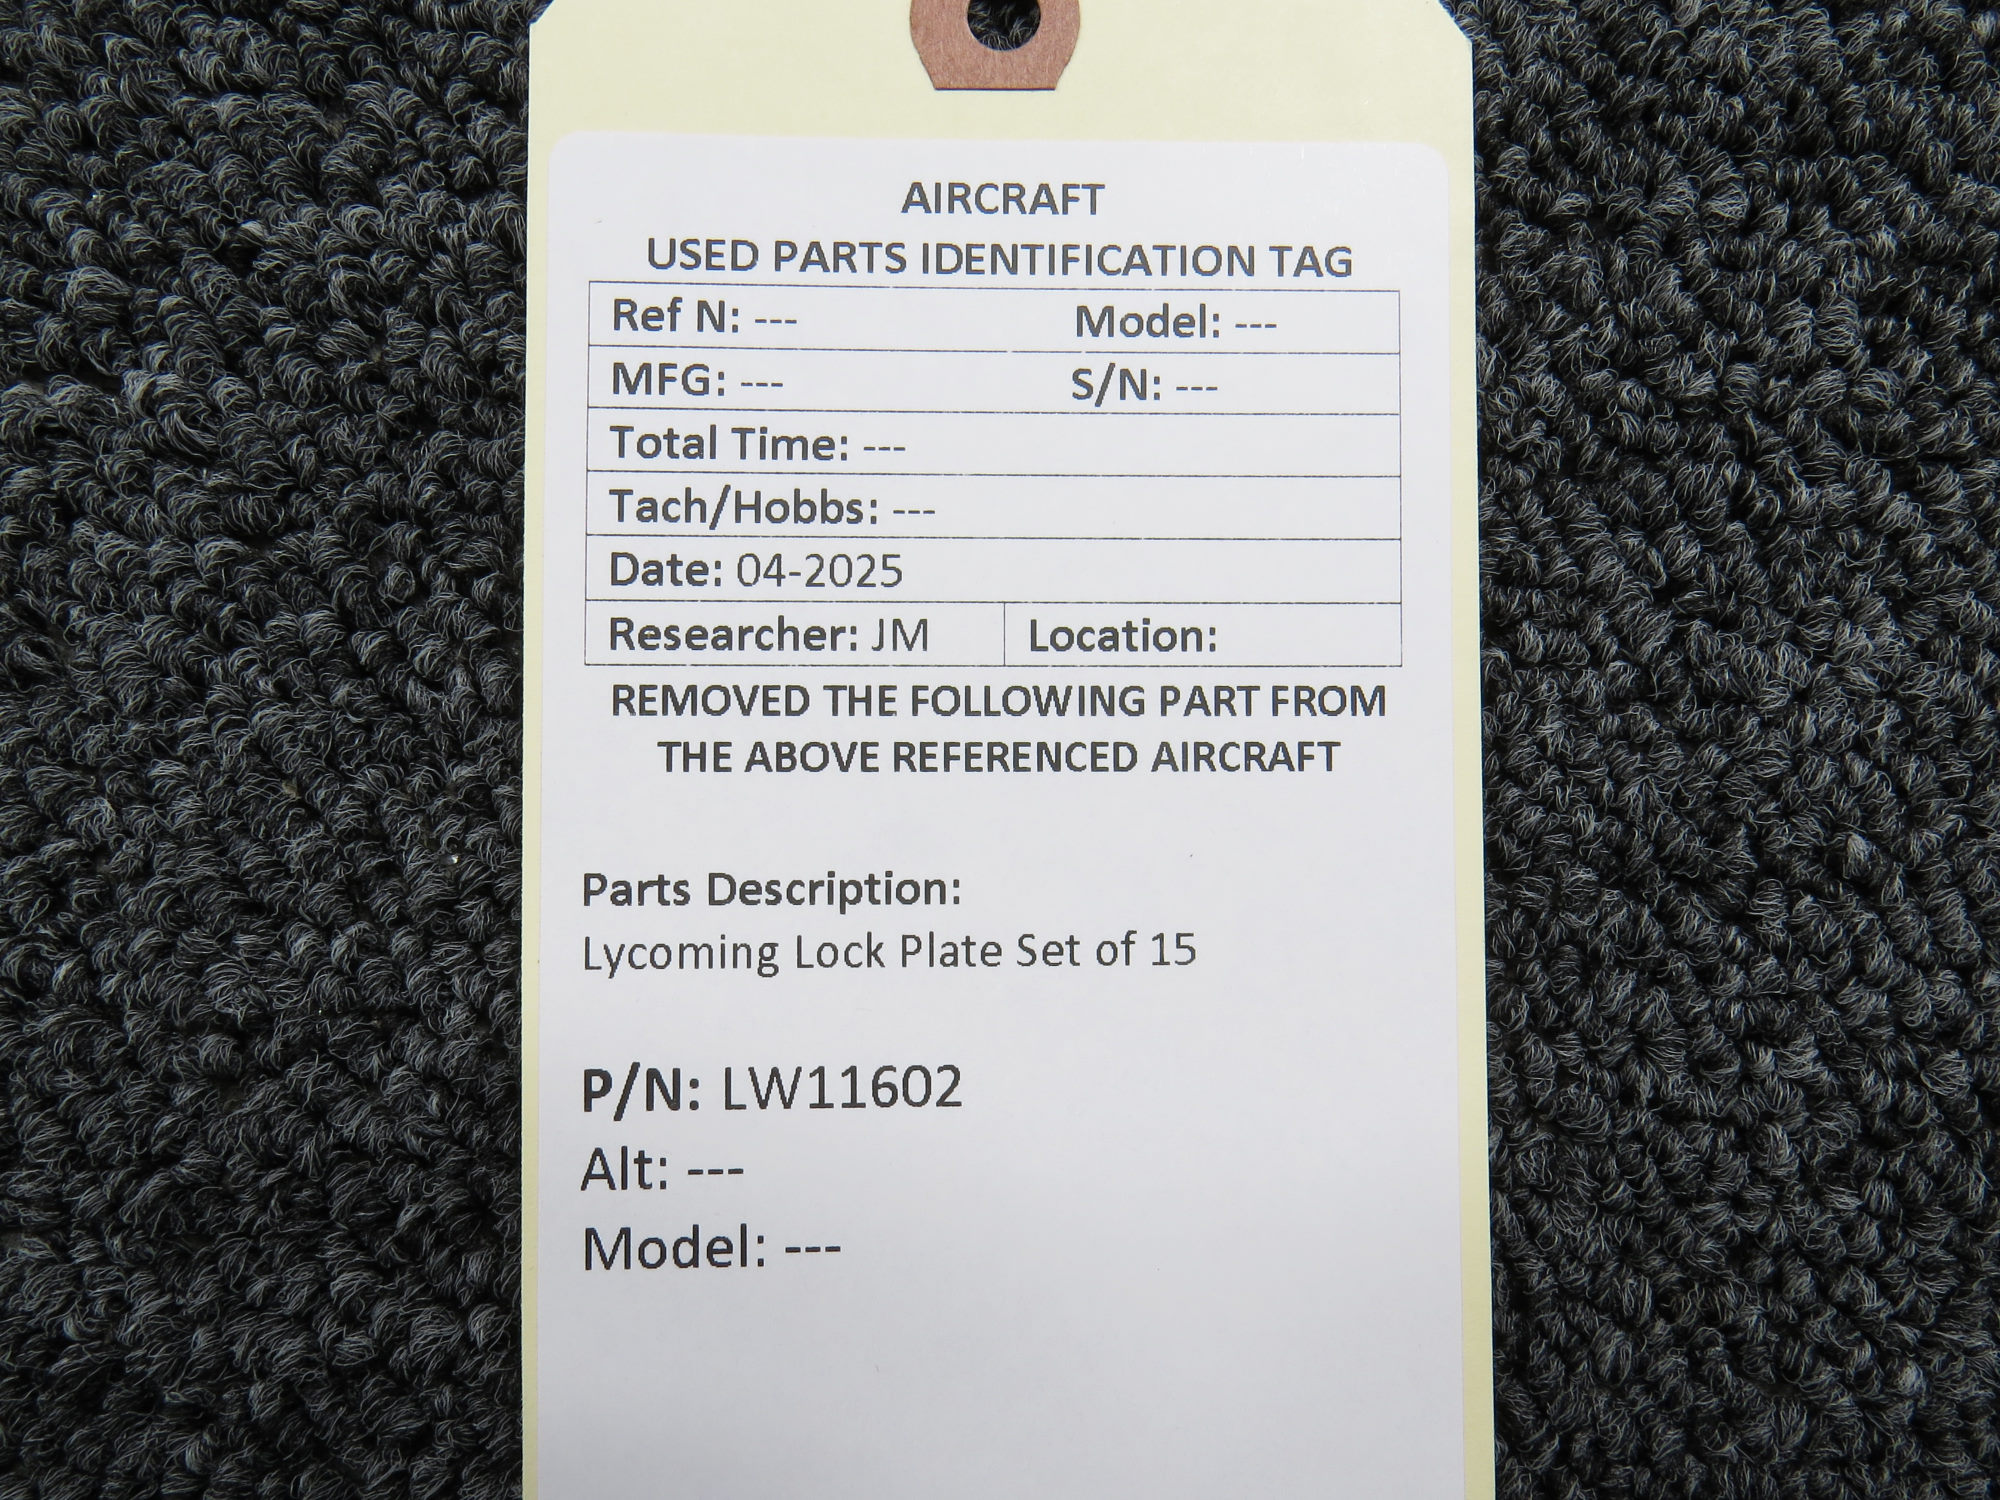 AIRCRAFT
USED PARTS IDENTIFICATION TAG
Ref N: --- Model: ---
MFG: --- S/N: ---
Total Time: ---
Tach/Hobbs: ---
Date: 04-2025
Researcher: JM Location:
REMOVED THE FOLLOWING PART FROM
THE ABOVE REFERENCED AIRCRAFT
Parts Description:
Lycoming Lock Plate Set of 15
P/N: LW11602
Alt: ---
Model: ---